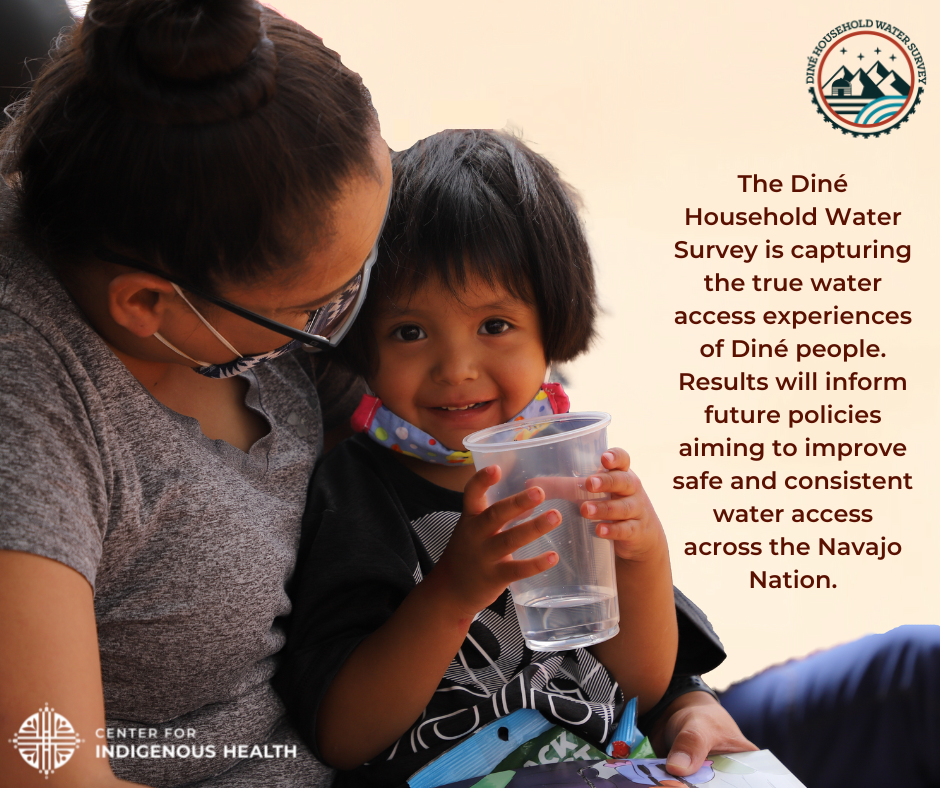 DINÉ HOUSEHOLD WATER SURVEY
The Diné
Household Water
Survey is capturing
the true water
access experiences
of Diné people.
Results will inform
future policies
aiming to improve
safe and consistent
water access
across the Navajo
Nation.
CENTER FOR
INDIGENOUS HEALTH